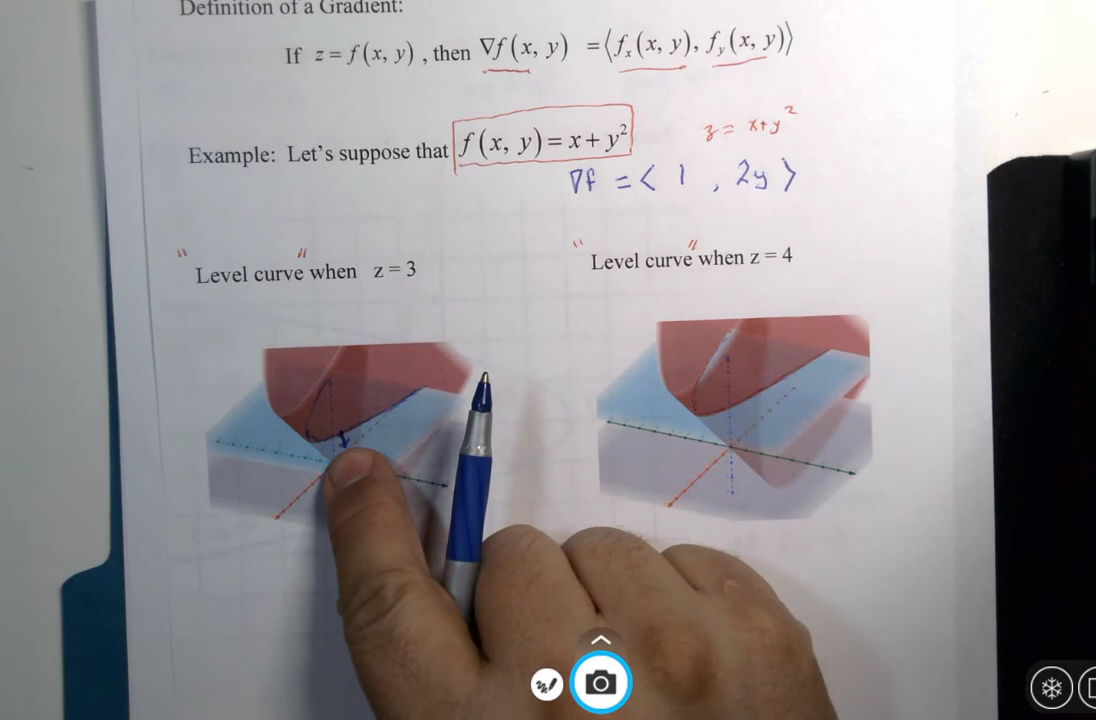 Definition of a Gradient:
If z = f(x, y) , then ∇f(x, y) = ⟨f_x(x, y), f_y(x, y)⟩
Example: Let's suppose that f(x, y) = x + y²
z = x+y²
∇f = < 1 , 2y >
"Level curve" when z = 3
"Level curve" when z = 4